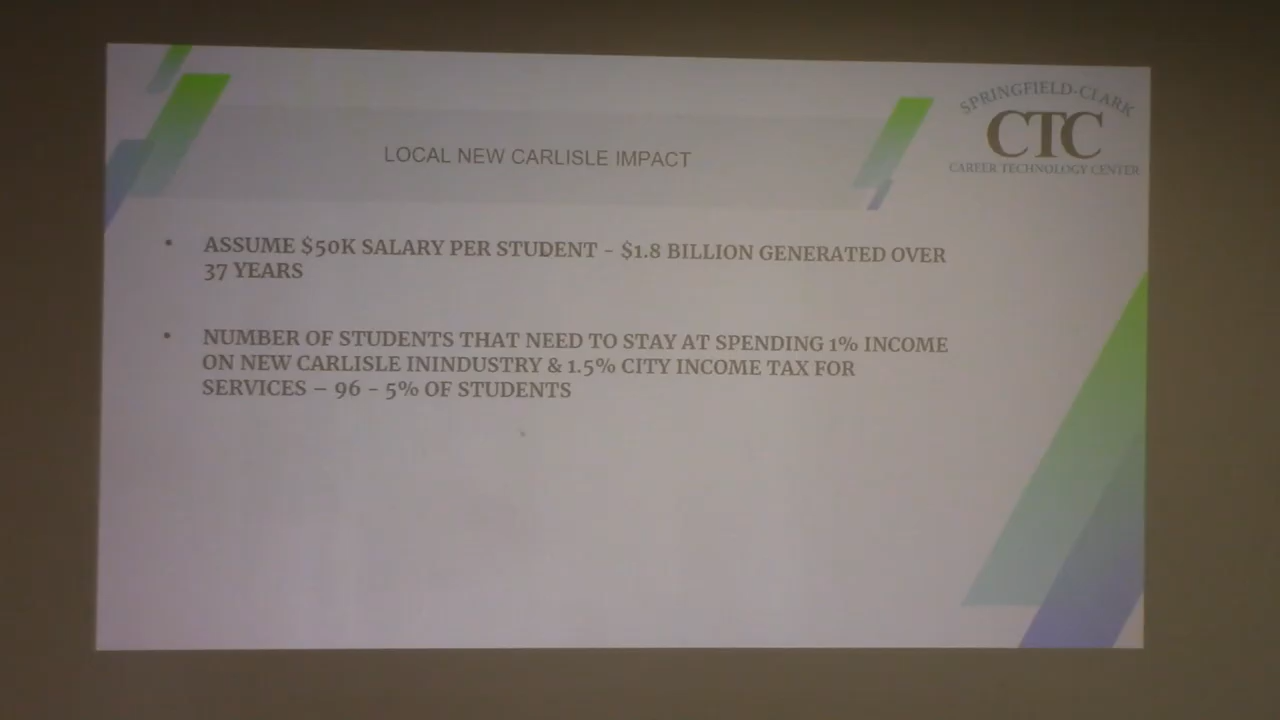 SPRINGFIELD-CLARK
CTC
CAREER TECHNOLOGY CENTER
LOCAL NEW CARLISLE IMPACT
• ASSUME $50K SALARY PER STUDENT - $1.8 BILLION GENERATED OVER
37 YEARS
• NUMBER OF STUDENTS THAT NEED TO STAY AT SPENDING 1% INCOME
ON NEW CARLISLE ININDUSTRY & 1.5% CITY INCOME TAX FOR
SERVICES – 96 - 5% OF STUDENTS